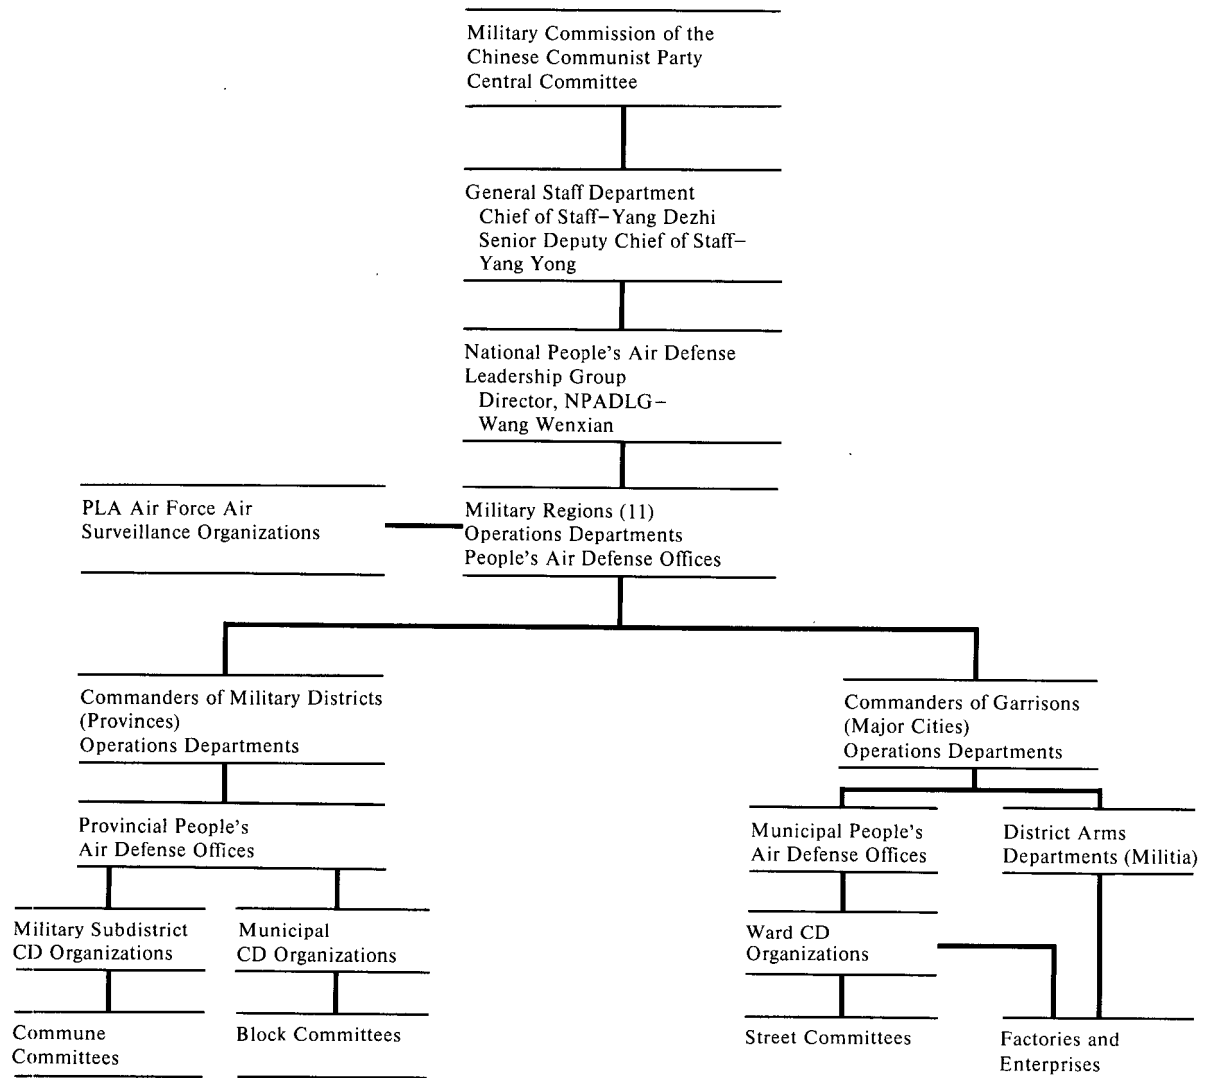 Military Commission of the
Chinese Communist Party
Central Committee
General Staff Department
Chief of Staff–Yang Dezhi
Senior Deputy Chief of Staff–
Yang Yong
National People's Air Defense
Leadership Group
Director, NPADLG–
Wang Wenxian
PLA Air Force Air
Surveillance Organizations
Military Regions (11)
Operations Departments
People's Air Defense Offices
Commanders of Military Districts
(Provinces)
Operations Departments
Commanders of Garrisons
(Major Cities)
Operations Departments
Provincial People's
Air Defense Offices
Municipal People's
Air Defense Offices
District Arms
Departments (Militia)
Military Subdistrict
CD Organizations
Municipal
CD Organizations
Ward CD
Organizations
Commune
Committees
Block Committees
Street Committees
Factories and
Enterprises